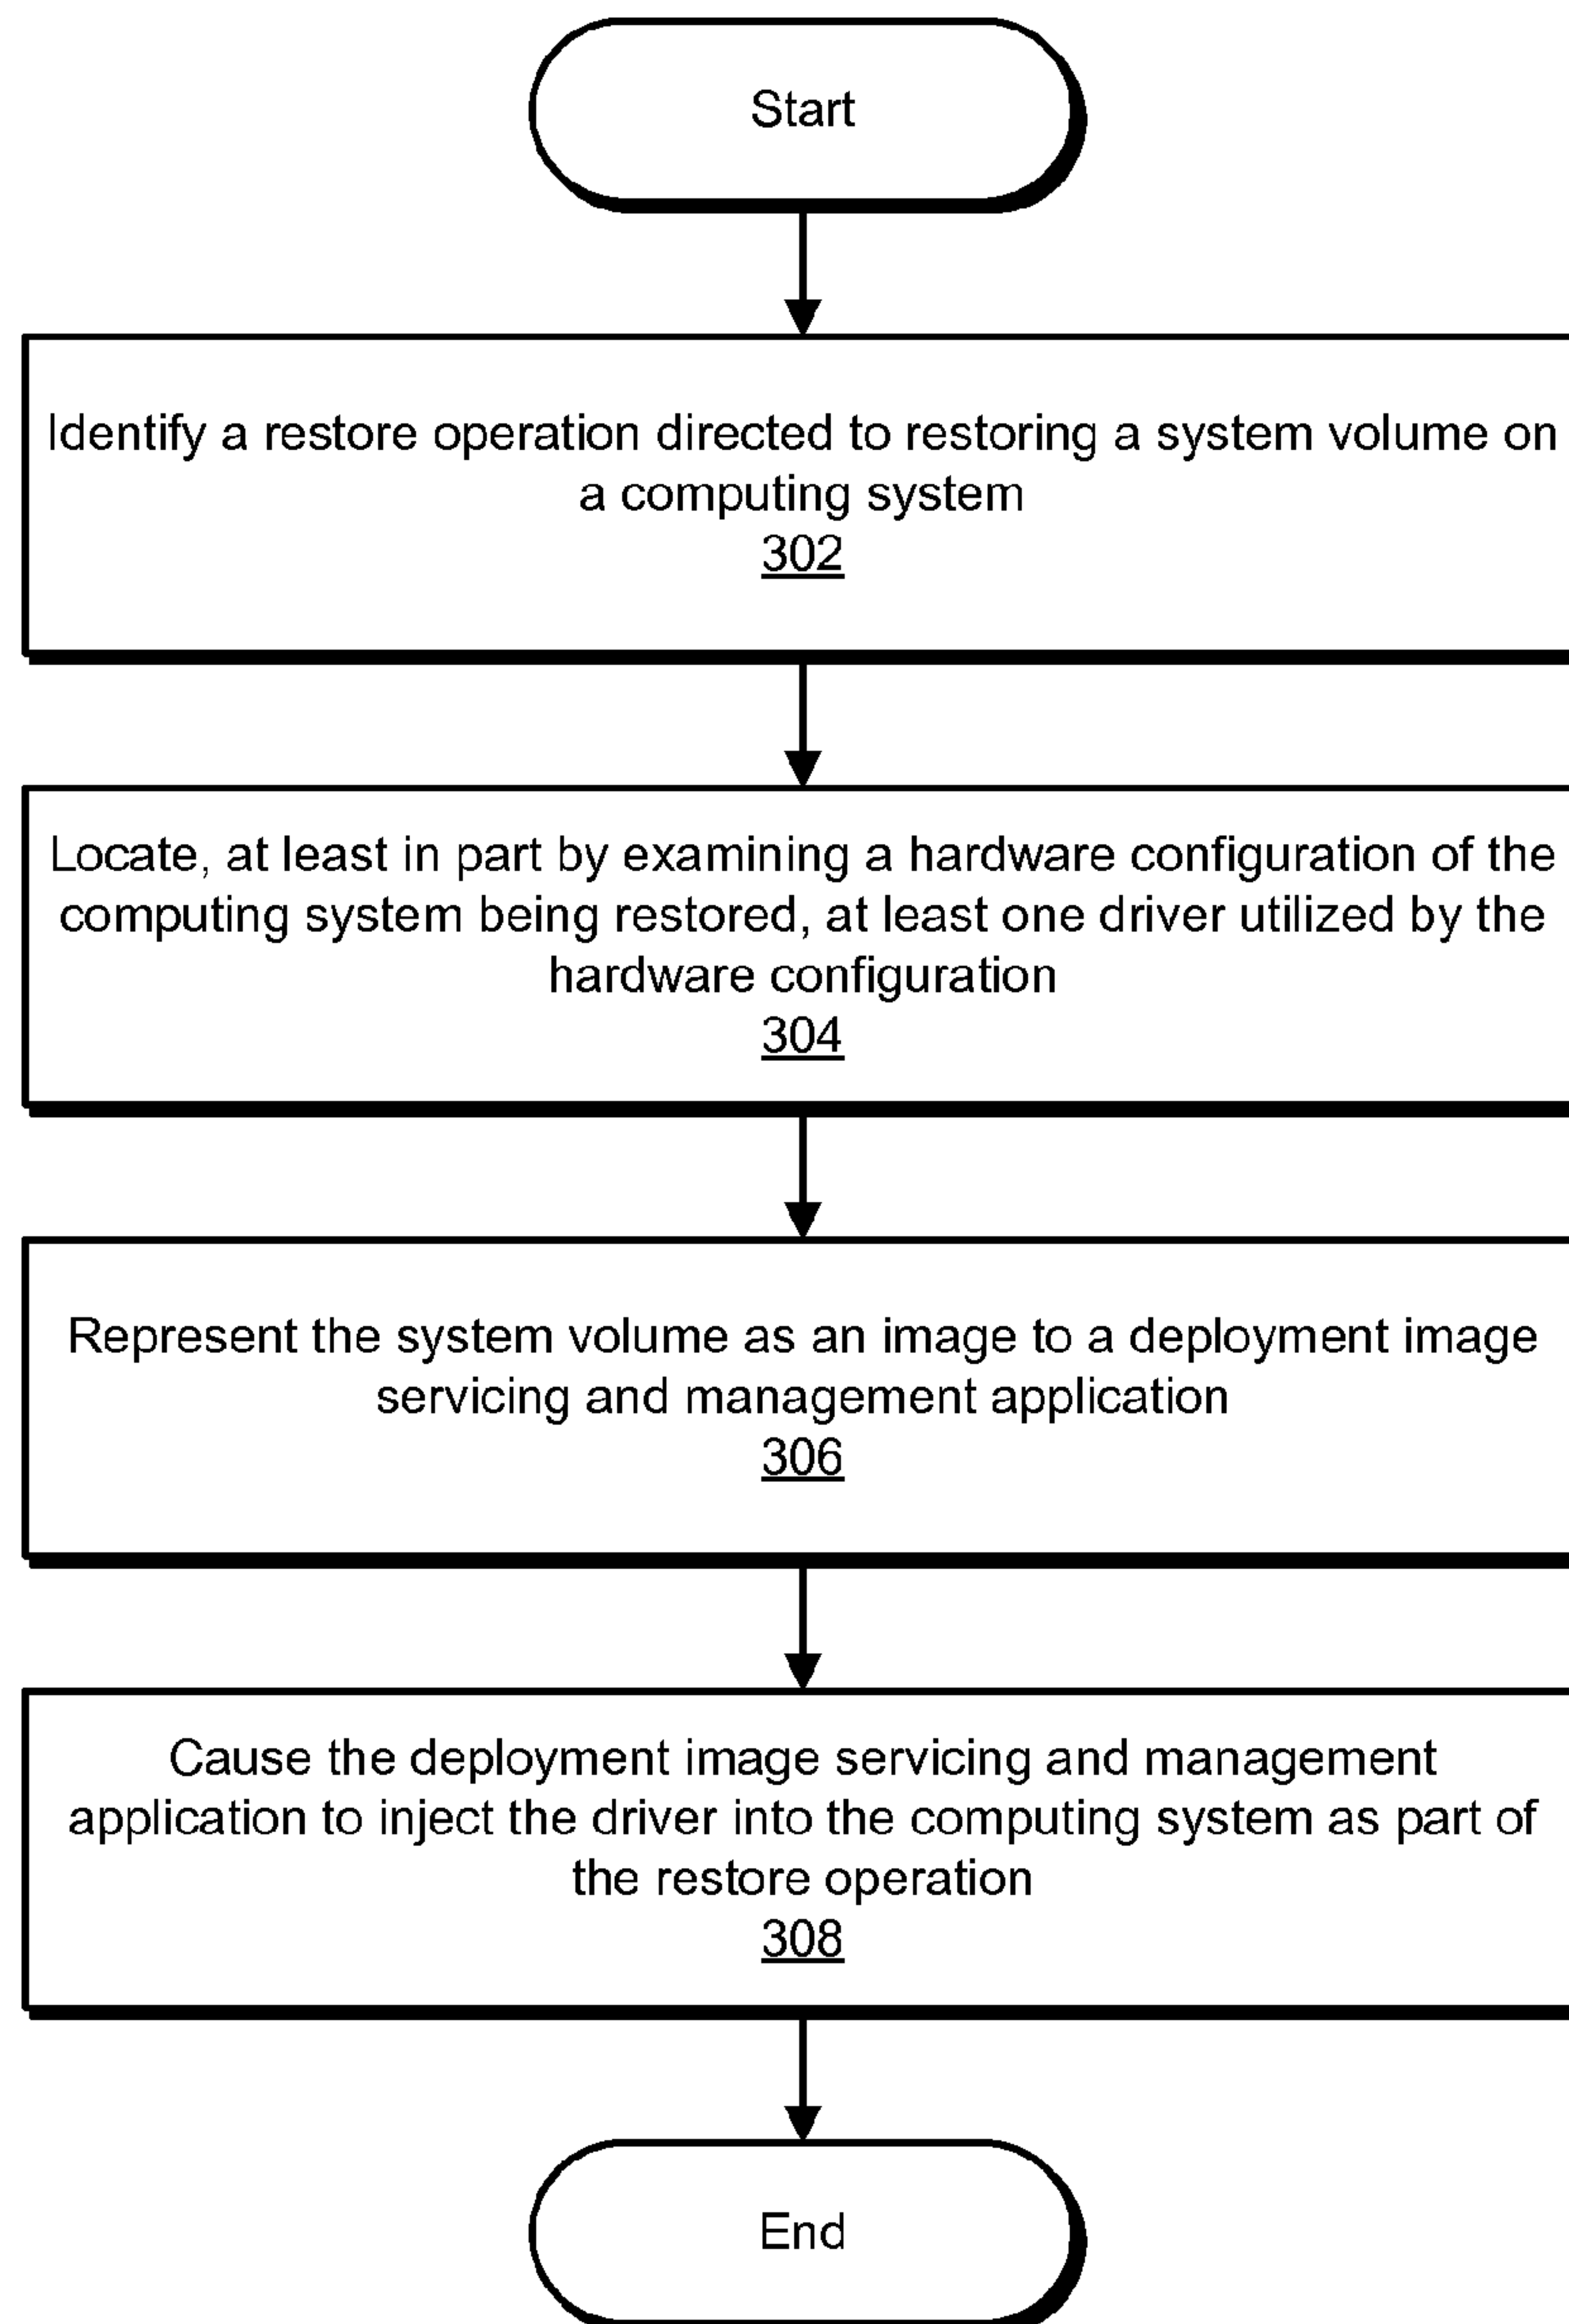 Start
Identify a restore operation directed to restoring a system volume on
a computing system
302
Locate, at least in part by examining a hardware configuration of the
computing system being restored, at least one driver utilized by the
hardware configuration
304
Represent the system volume as an image to a deployment image
servicing and management application
306
Cause the deployment image servicing and management
application to inject the driver into the computing system as part of
the restore operation
308
End